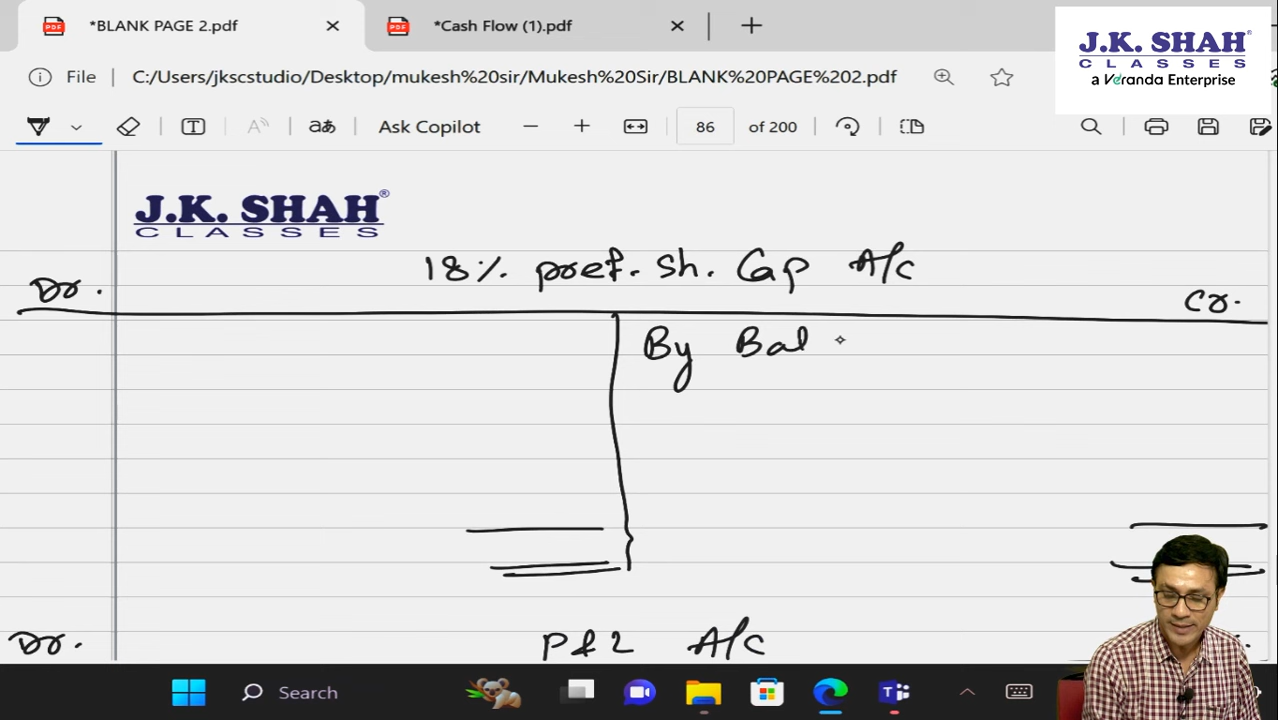 *BLANK PAGE 2.pdf
*Cash Flow (1).pdf
J.K. SHAH®
CLASSES
a Veranda Enterprise
File C:/Users/jkscstudio/Desktop/mukesh%20sir/Mukesh%20Sir/BLANK%20PAGE%202.pdf
Ask Copilot
86 of 200
J.K. SHAH®
CLASSES
18% pref. sh. Cap A/c
Dr.
Cr.
By Bal
Dr.
P & L A/c
Search